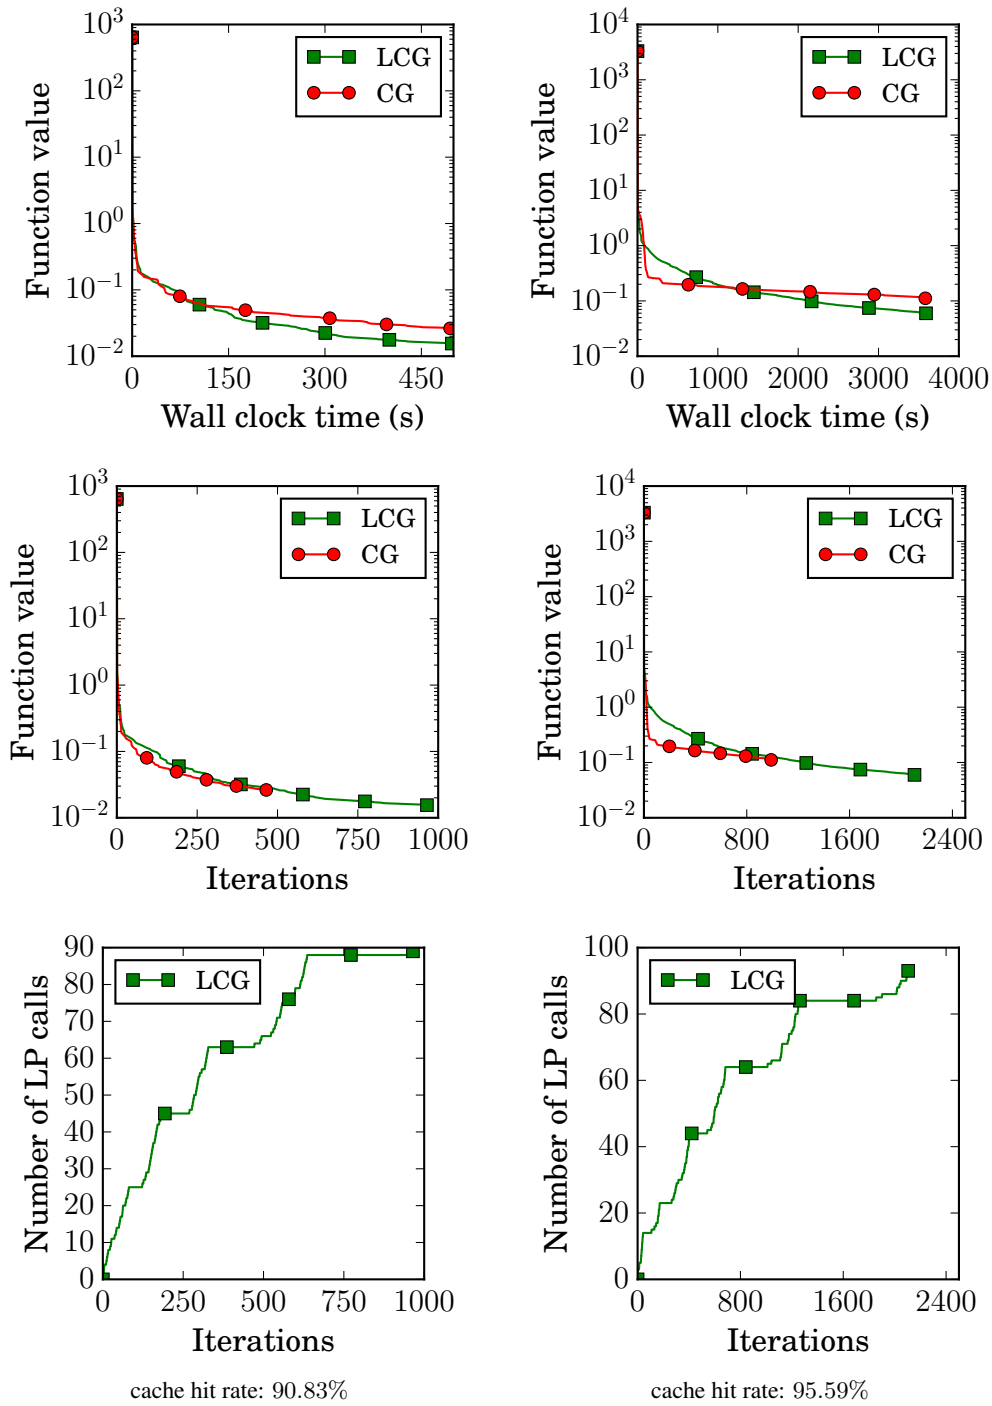 10^3
10^2
10^1
10^0
10^−1
10^−2
Function value
LCG
CG
0 150 300 450
Wall clock time (s)
10^4
10^3
10^2
10^1
10^0
10^−1
10^−2
Function value
LCG
CG
0 1000 2000 3000 4000
Wall clock time (s)
10^3
10^2
10^1
10^0
10^−1
10^−2
Function value
LCG
CG
0 250 500 750 1000
Iterations
10^4
10^3
10^2
10^1
10^0
10^−1
10^−2
Function value
LCG
CG
0 800 1600 2400
Iterations
90
80
70
60
50
40
30
20
10
0
Number of LP calls
LCG
0 250 500 750 1000
Iterations
cache hit rate: 90.83%
100
80
60
40
20
0
Number of LP calls
LCG
0 800 1600 2400
Iterations
cache hit rate: 95.59%